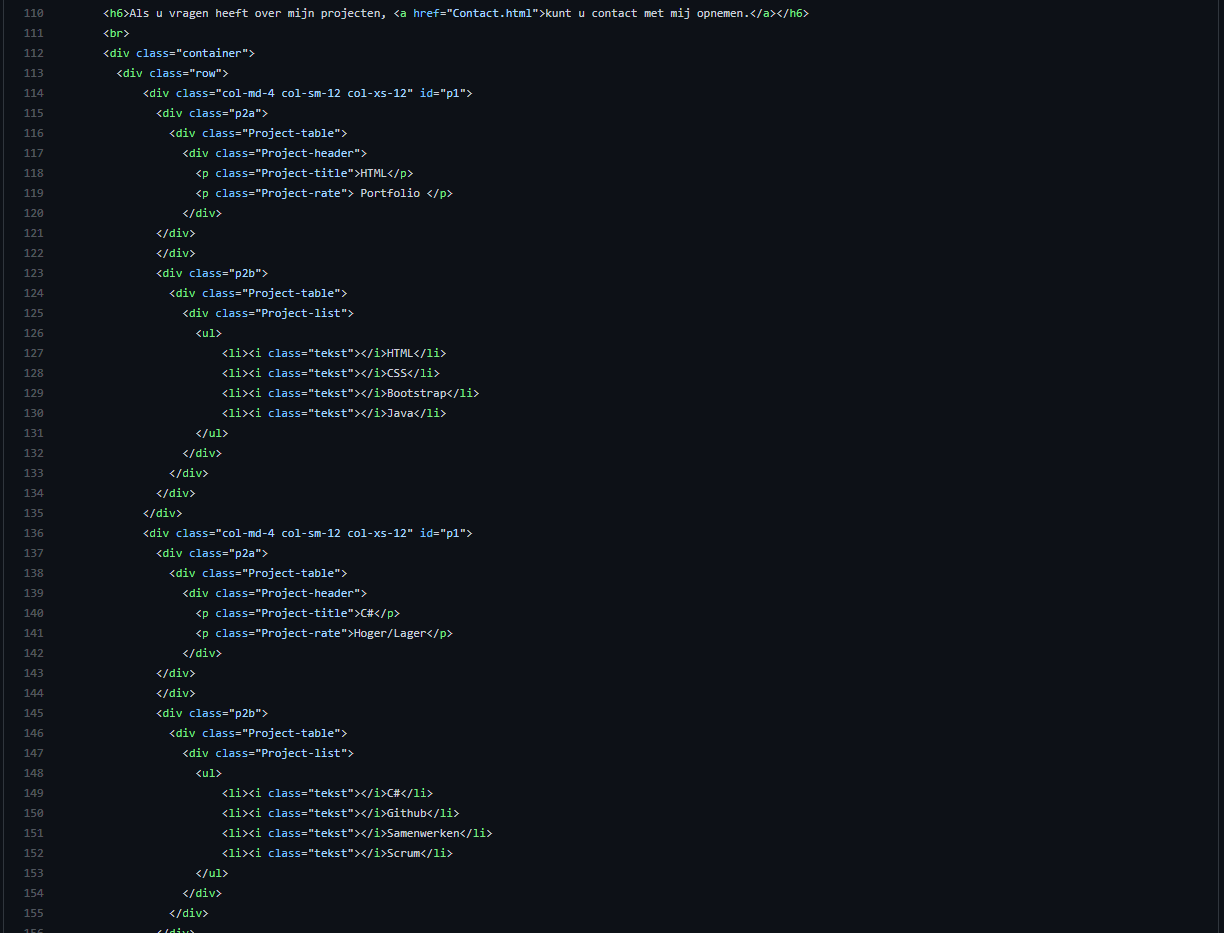 110 <h6>Als u vragen heeft over mijn projecten, <a href="Contact.html">kunt u contact met mij opnemen.</a></h6>
111 <br>
112 <div class="container">
113 <div class="row">
114 <div class="col-md-4 col-sm-12 col-xs-12" id="p1">
115 <div class="p2a">
116 <div class="Project-table">
117 <div class="Project-header">
118 <p class="Project-title">HTML</p>
119 <p class="Project-rate"> Portfolio </p>
120 </div>
121 </div>
122 </div>
123 <div class="p2b">
124 <div class="Project-table">
125 <div class="Project-list">
126 <ul>
127 <li><i class="tekst"></i>HTML</li>
128 <li><i class="tekst"></i>CSS</li>
129 <li><i class="tekst"></i>Bootstrap</li>
130 <li><i class="tekst"></i>Java</li>
131 </ul>
132 </div>
133 </div>
134 </div>
135 </div>
136 <div class="col-md-4 col-sm-12 col-xs-12" id="p1">
137 <div class="p2a">
138 <div class="Project-table">
139 <div class="Project-header">
140 <p class="Project-title">C#</p>
141 <p class="Project-rate">Hoger/Lager</p>
142 </div>
143 </div>
144 </div>
145 <div class="p2b">
146 <div class="Project-table">
147 <div class="Project-list">
148 <ul>
149 <li><i class="tekst"></i>C#</li>
150 <li><i class="tekst"></i>Github</li>
151 <li><i class="tekst"></i>Samenwerken</li>
152 <li><i class="tekst"></i>Scrum</li>
153 </ul>
154 </div>
155 </div>
156 </div>